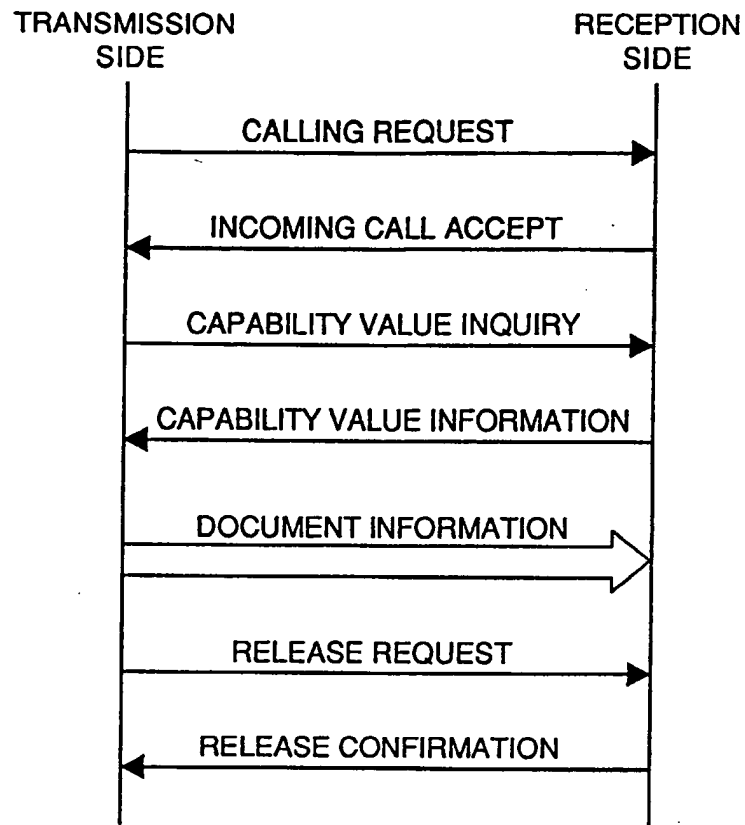 TRANSMISSION
SIDE
RECEPTION
SIDE
CALLING REQUEST
INCOMING CALL ACCEPT
CAPABILITY VALUE INQUIRY
CAPABILITY VALUE INFORMATION
DOCUMENT INFORMATION
RELEASE REQUEST
RELEASE CONFIRMATION